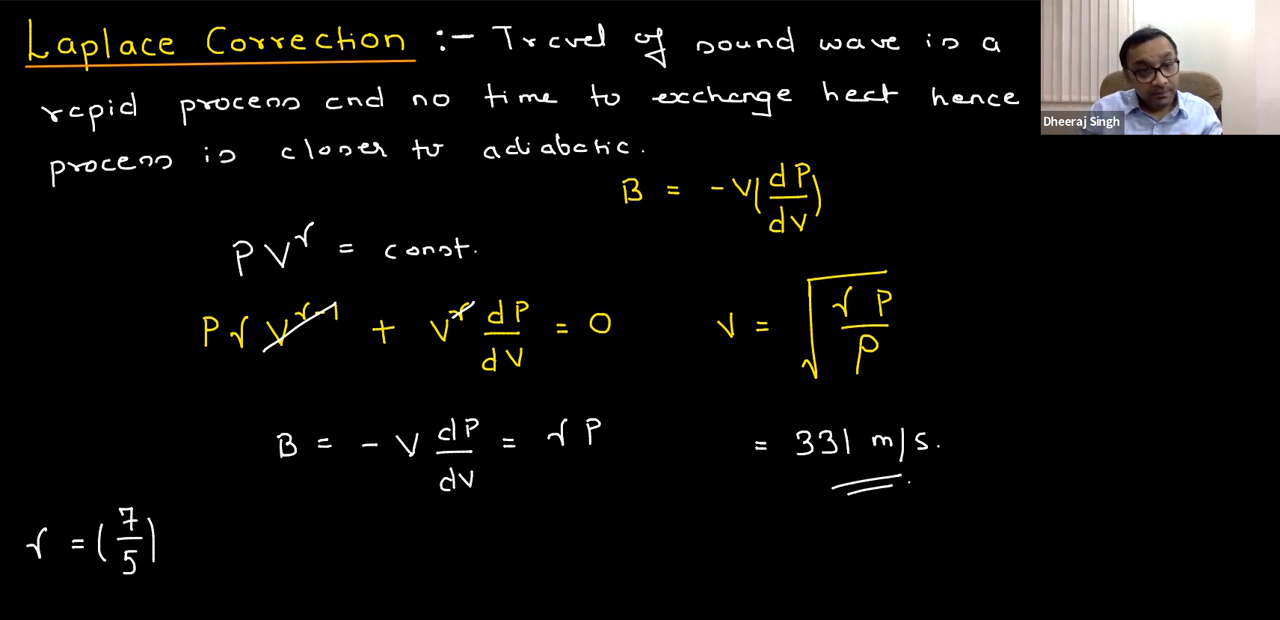 Laplace Correction :- Travel of sound wave is a
rapid process and no time to exchange heat hence
process is closer to adiabatic.
B = -V(dP/dV)
PV^γ = const.
Pγ V^(γ-1) + V^γ dP/dV = 0
v = √(γP/ρ)
B = -V dP/dV = γP
= 331 m/s.
γ = (7/5)
Dheeraj Singh